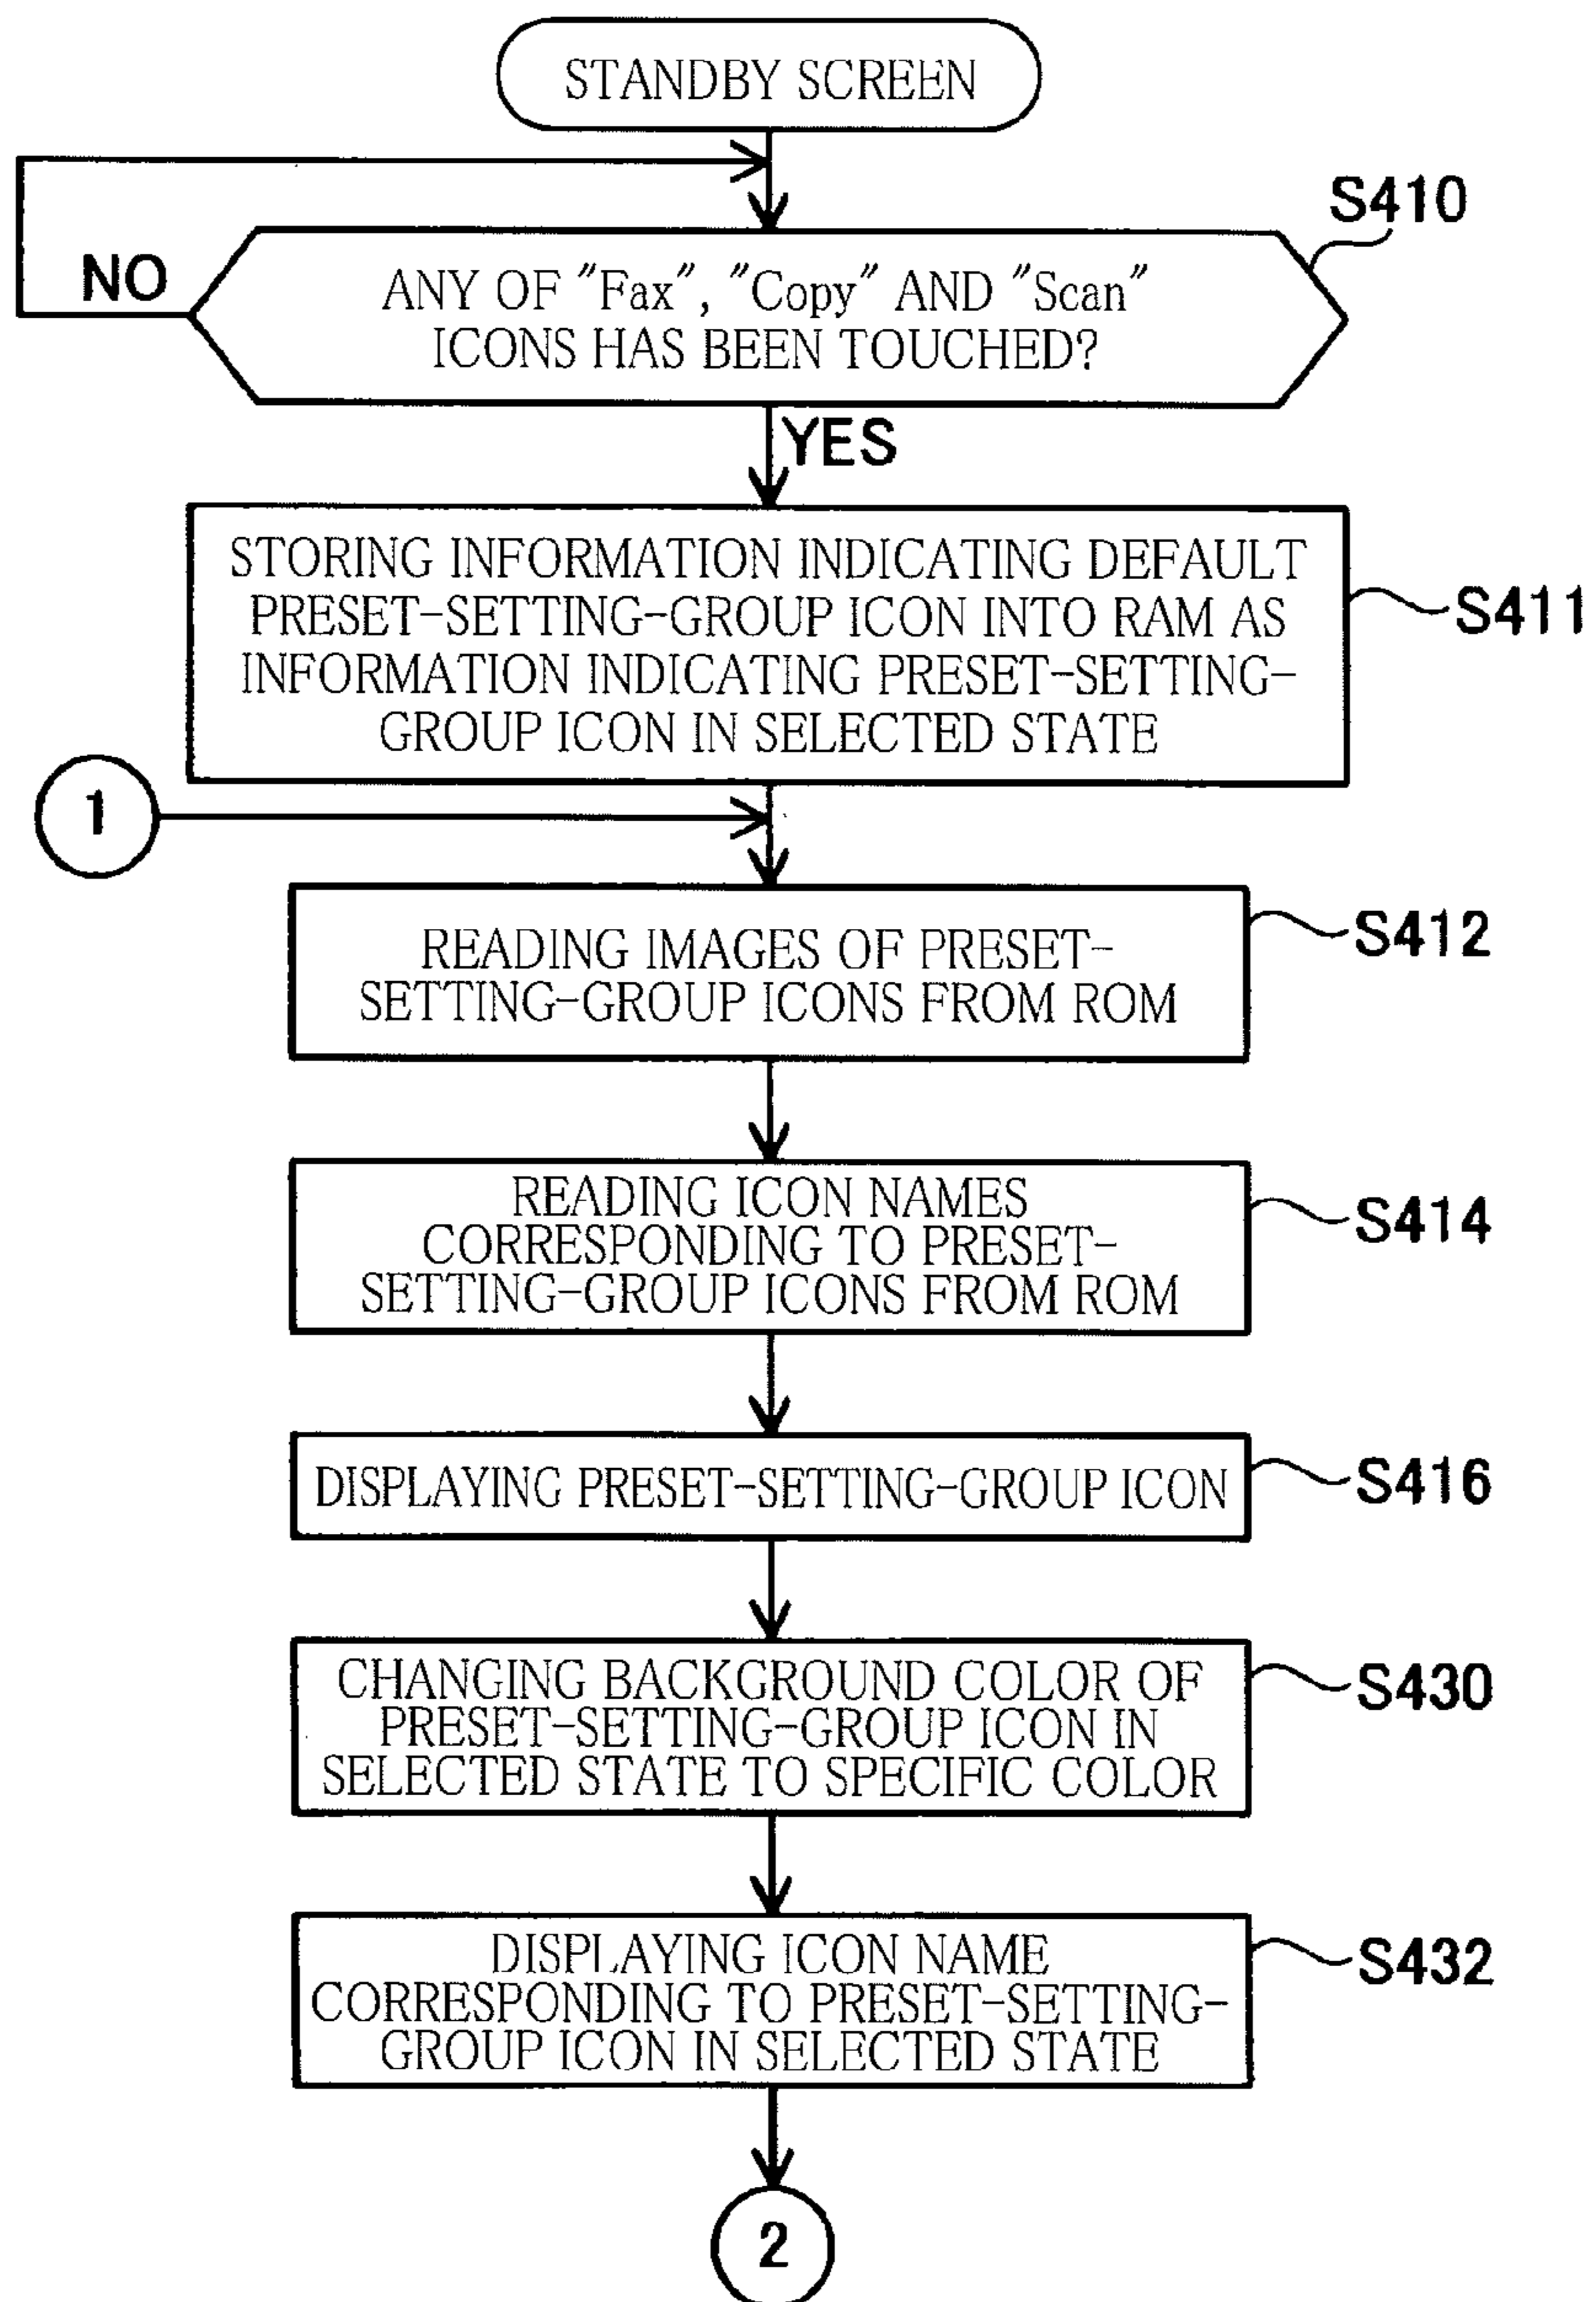 STANDBY SCREEN
S410
NO
ANY OF "Fax", "Copy" AND "Scan"
ICONS HAS BEEN TOUCHED?
YES
STORING INFORMATION INDICATING DEFAULT
PRESET-SETTING-GROUP ICON INTO RAM AS
INFORMATION INDICATING PRESET-SETTING-
GROUP ICON IN SELECTED STATE
S411
1
READING IMAGES OF PRESET-
SETTING-GROUP ICONS FROM ROM
S412
READING ICON NAMES
CORRESPONDING TO PRESET-
SETTING-GROUP ICONS FROM ROM
S414
DISPLAYING PRESET-SETTING-GROUP ICON
S416
CHANGING BACKGROUND COLOR OF
PRESET-SETTING-GROUP ICON IN
SELECTED STATE TO SPECIFIC COLOR
S430
DISPLAYING ICON NAME
CORRESPONDING TO PRESET-SETTING-
GROUP ICON IN SELECTED STATE
S432
2